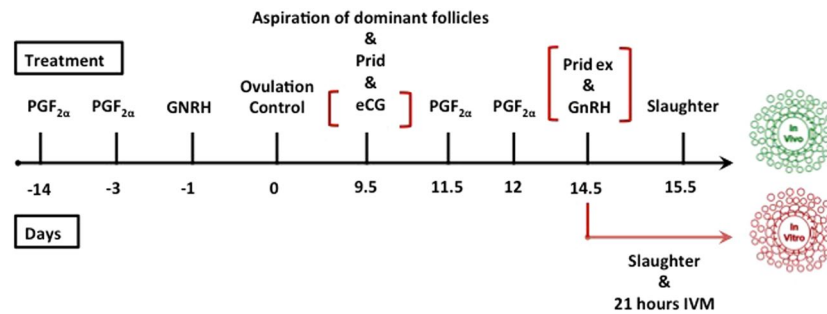 Aspiration of dominant follicles
&
Prid
&
eCG
Treatment
PGF2α
PGF2α
GNRH
Ovulation
Control
PGF2α
PGF2α
Prid ex
&
GnRH
Slaughter
-14
-3
-1
0
9.5
11.5
12
14.5
15.5
Days
In
Vivo
In
Vitro
Slaughter
&
21 hours IVM